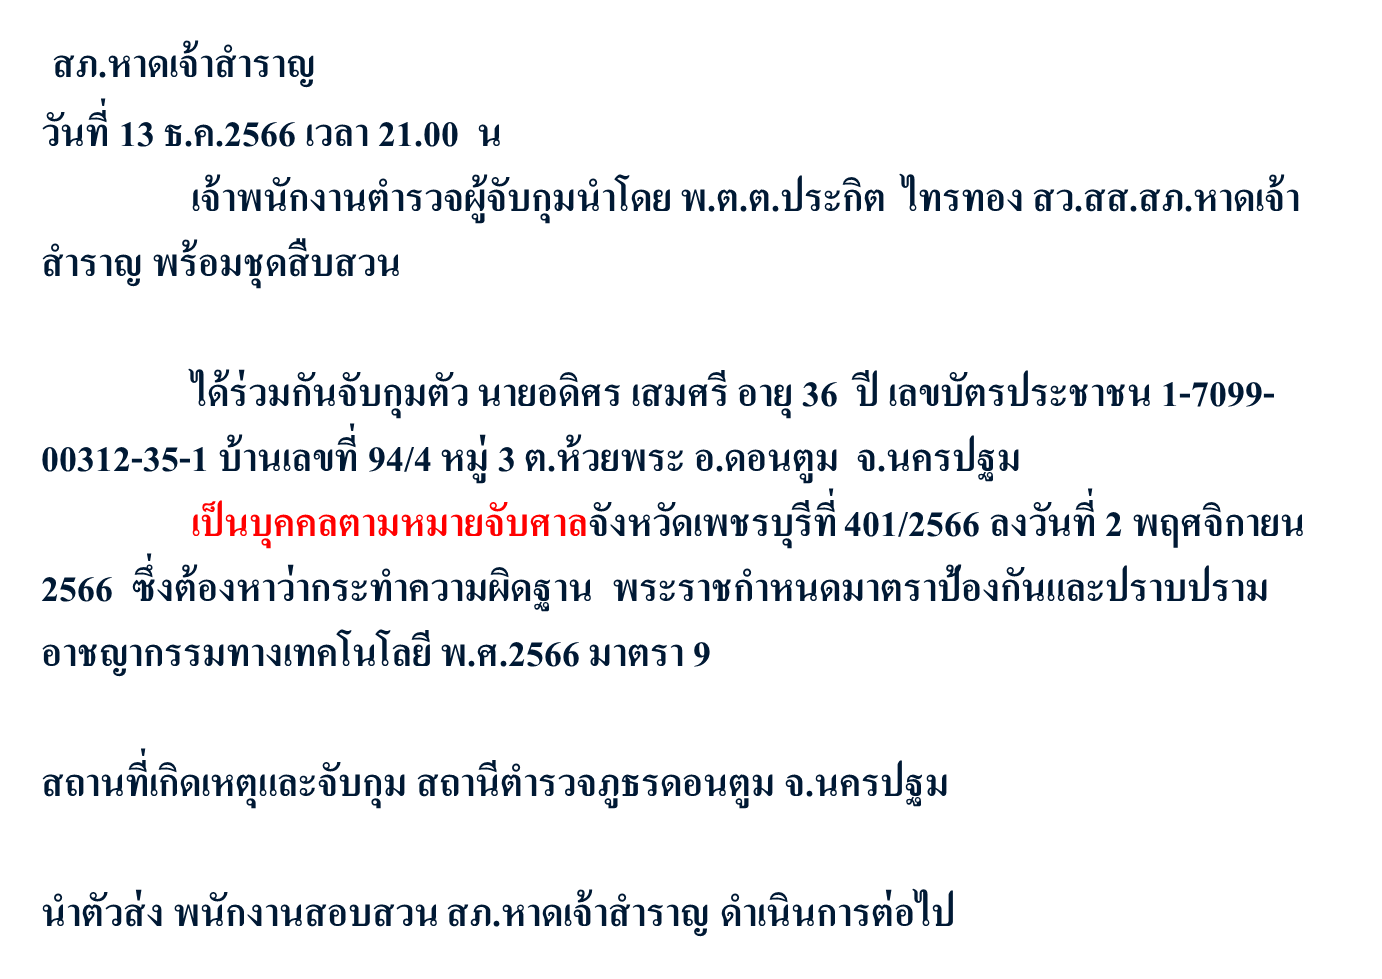 สภ.หาดเจ้าสำราญ
วันที่ 13 ธ.ค.2566 เวลา 21.00 น
เจ้าพนักงานตำรวจผู้จับกุมนำโดย พ.ต.ต.ประกิต ไทรทอง สว.สส.สภ.หาดเจ้า
สำราญ พร้อมชุดสืบสวน
ได้ร่วมกันจับกุมตัว นายอดิศร เสมศรี อายุ 36 ปี เลขบัตรประชาชน 1-7099-
00312-35-1 บ้านเลขที่ 94/4 หมู่ 3 ต.ห้วยพระ อ.ดอนตูม จ.นครปฐม
เป็นบุคคลตามหมายจับศาลจังหวัดเพชรบุรีที่ 401/2566 ลงวันที่ 2 พฤศจิกายน
2566 ซึ่งต้องหาว่ากระทำความผิดฐาน พระราชกำหนดมาตราป้องกันและปราบปราม
อาชญากรรมทางเทคโนโลยี พ.ศ.2566 มาตรา 9
สถานที่เกิดเหตุและจับกุม สถานีตำรวจภูธรดอนตูม จ.นครปฐม
นำตัวส่ง พนักงานสอบสวน สภ.หาดเจ้าสำราญ ดำเนินการต่อไป